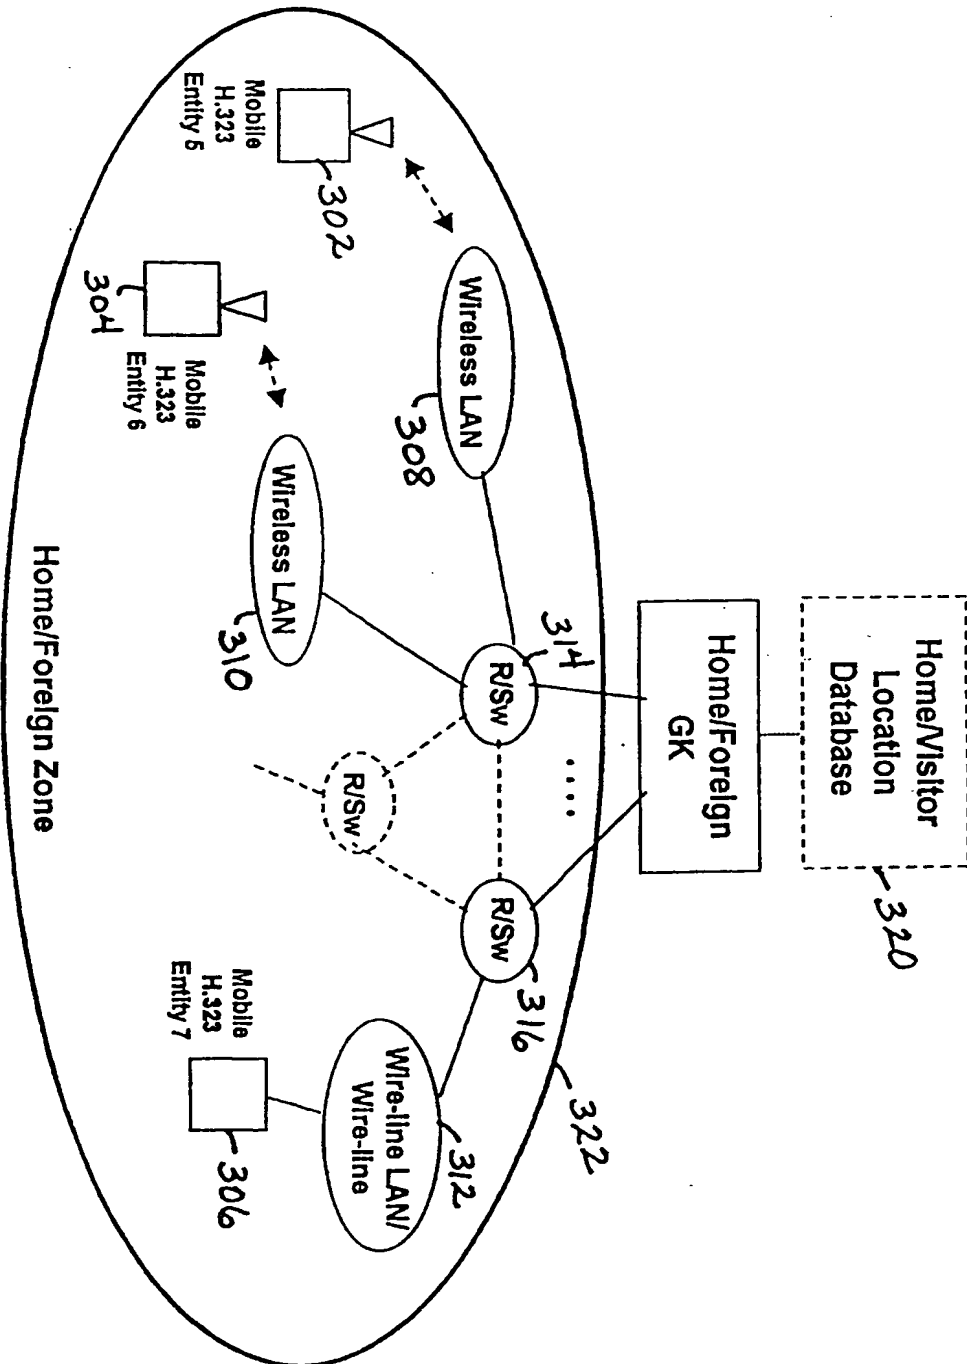 Home/Visitor
Location
Database
320
Home/Foreign
GK
322
314
R/Sw
....
R/Sw
316
R/Sw
Wireless LAN
308
Wireless LAN
310
Wire-line LAN/
Wire-line
312
302
Mobile
H.323
Entity 5
304
Mobile
H.323
Entity 6
306
Mobile
H.323
Entity 7
Home/Foreign Zone